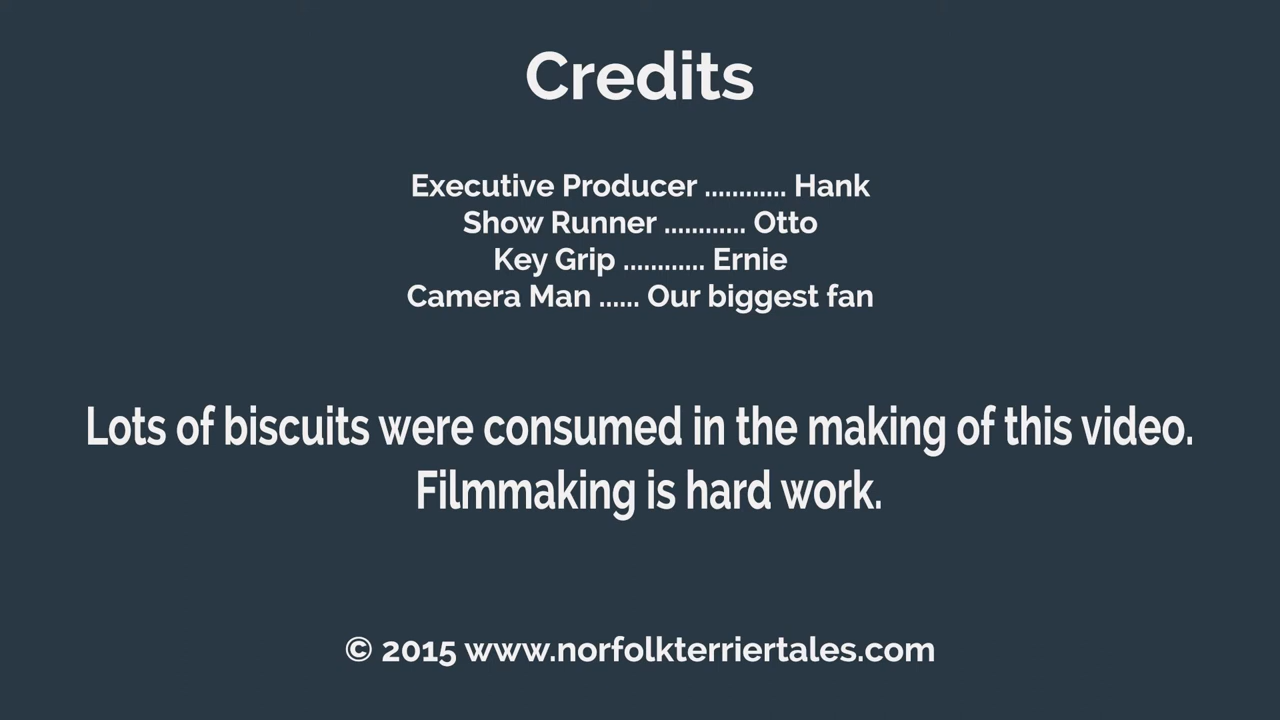 Credits
Executive Producer ............ Hank
Show Runner ............ Otto
Key Grip ............ Ernie
Camera Man ...... Our biggest fan
Lots of biscuits were consumed in the making of this video.
Filmmaking is hard work.
© 2015 www.norfolkterriertales.com